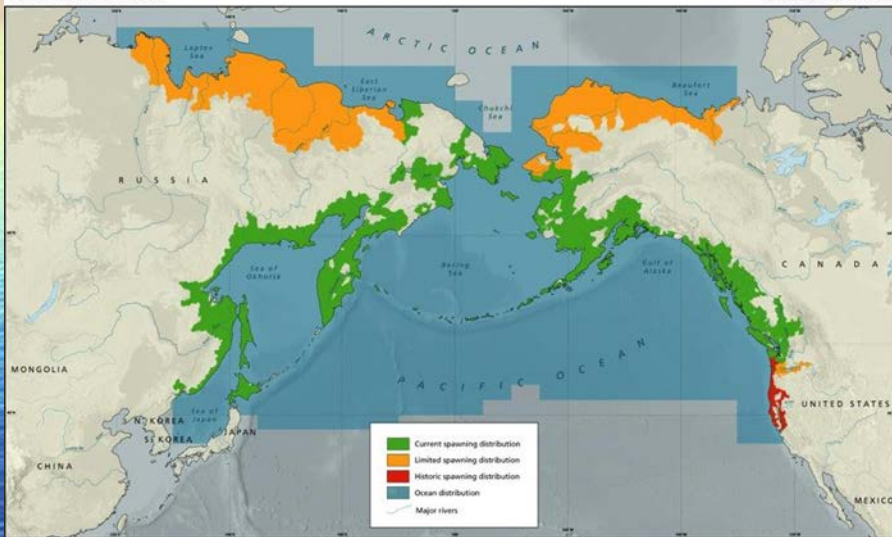 ARCTIC OCEAN
Laptev
Sea
East
Siberian
Sea
Chukchi
Sea
Beaufort
Sea
RUSSIA
Sea of
Okhotsk
Bering
Sea
Gulf of
Alaska
CANADA
MONGOLIA
PACIFIC OCEAN
UNITED STATES
N. KOREA
Sea of
Japan
S. KOREA
JAPAN
CHINA
MEXICO
Current spawning distribution
Limited spawning distribution
Historic spawning distribution
Ocean distribution
Major rivers